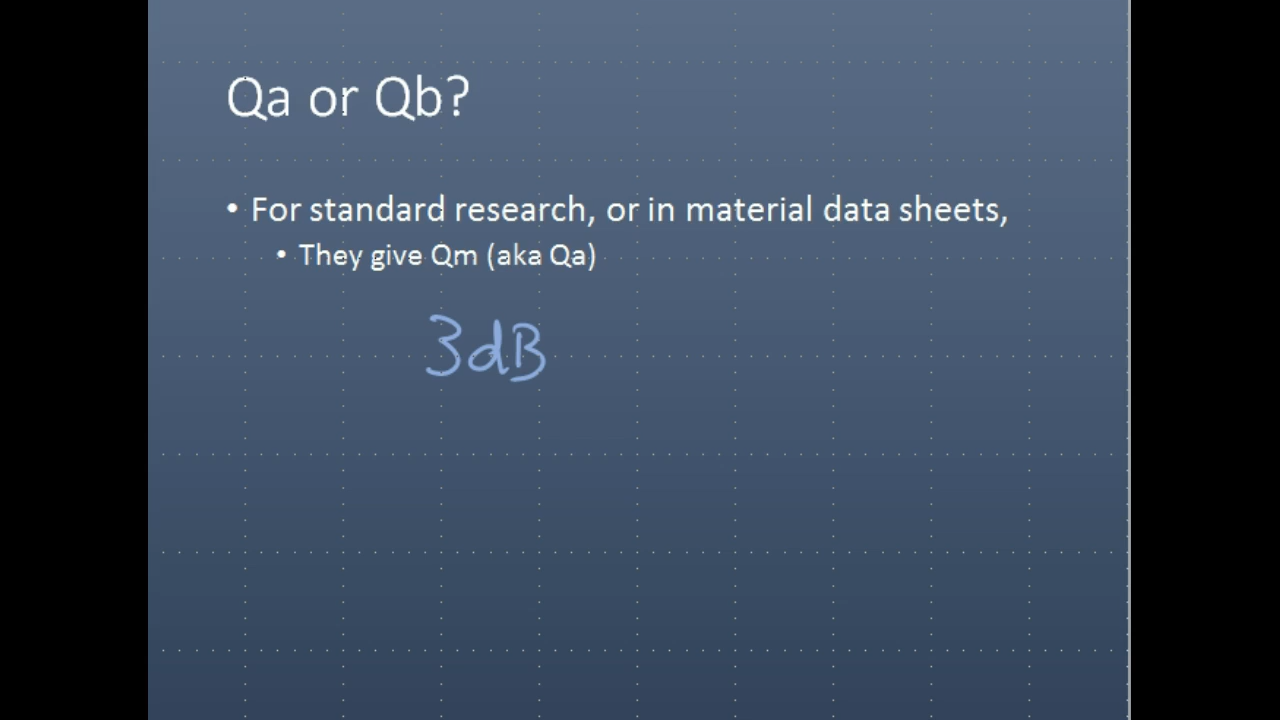 Qa or Qb?
• For standard research, or in material data sheets,
• They give Qm (aka Qa)
3dB